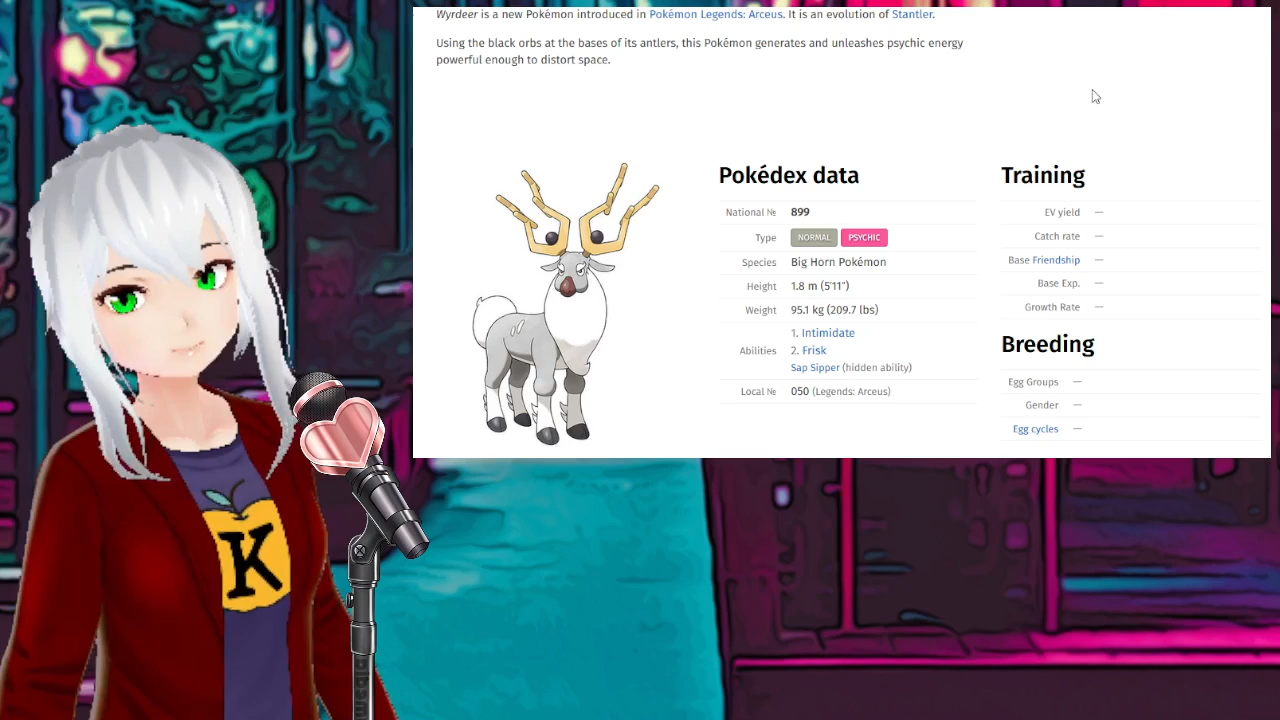 Wyrdeer is a new Pokémon introduced in Pokémon Legends: Arceus. It is an evolution of Stantler.
Using the black orbs at the bases of its antlers, this Pokémon generates and unleashes psychic energy
powerful enough to distort space.
Pokédex data
National № 899
Type NORMAL PSYCHIC
Species Big Horn Pokémon
Height 1.8 m (5′11″)
Weight 95.1 kg (209.7 lbs)
Abilities 1. Intimidate
2. Frisk
Sap Sipper (hidden ability)
Local № 050 (Legends: Arceus)
Training
EV yield —
Catch rate —
Base Friendship —
Base Exp. —
Growth Rate —
Breeding
Egg Groups —
Gender —
Egg cycles —
K